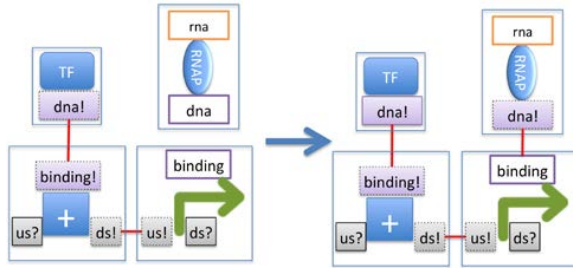 rna
RNAP
dna
TF
dna!
binding!
+
us?
ds!
binding
us!
ds?
rna
RNAP
dna!
TF
dna!
binding!
+
us?
ds!
binding
us!
ds?